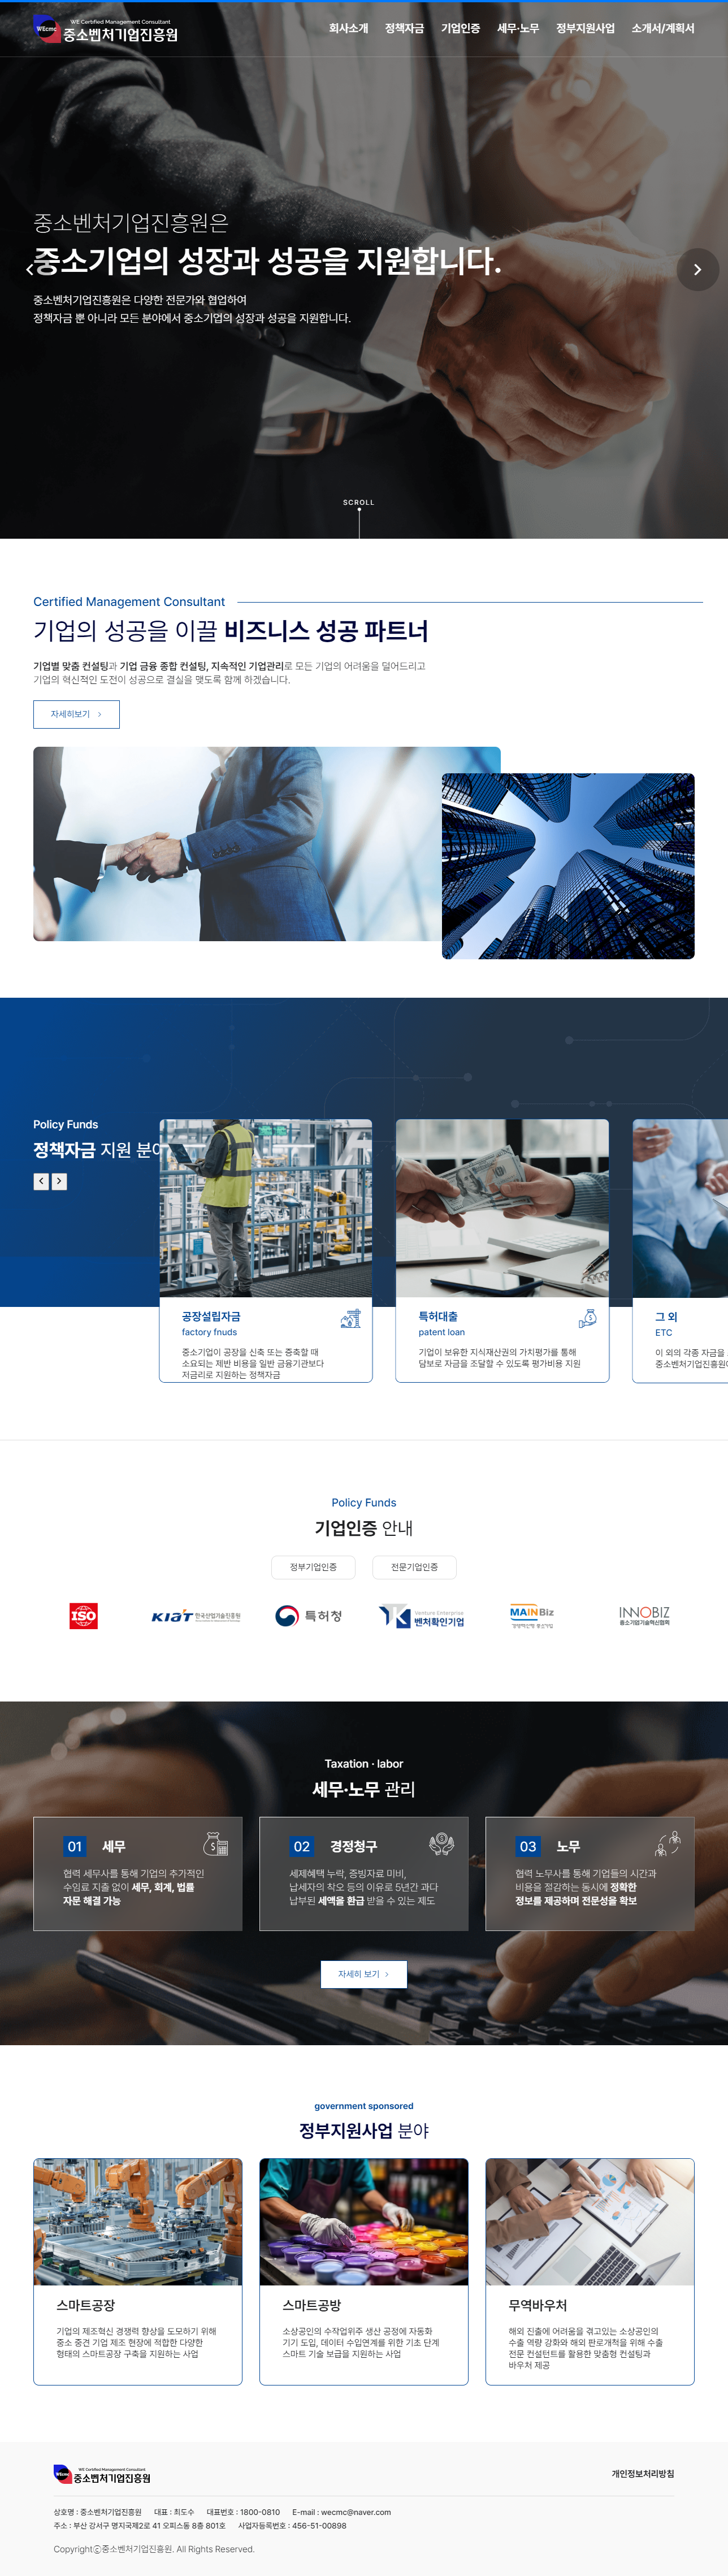 WE Certified Management Consultant
WEcmc
중소벤처기업진흥원
회사소개 정책자금 기업인증 세무·노무 정부지원사업 소개서/계획서
중소벤처기업진흥원은
중소기업의 성장과 성공을 지원합니다.
중소벤처기업진흥원은 다양한 전문가와 협업하여
정책자금 뿐 아니라 모든 분야에서 중소기업의 성장과 성공을 지원합니다.
SCROLL
Certified Management Consultant
기업의 성공을 이끌 비즈니스 성공 파트너
기업별 맞춤 컨설팅과 기업 금융 종합 컨설팅, 지속적인 기업관리로 모든 기업의 어려움을 덜어드리고
기업의 혁신적인 도전이 성공으로 결실을 맺도록 함께 하겠습니다.
자세히보기
Policy Funds
정책자금 지원 분야
공장설립자금
factory fnuds
중소기업이 공장을 신축 또는 증축할 때
소요되는 제반 비용을 일반 금융기관보다
저금리로 지원하는 정책자금
특허대출
patent loan
기업이 보유한 지식재산권의 가치평가를 통해
담보로 자금을 조달할 수 있도록 평가비용 지원
그 외
ETC
이 외의 각종 자금을
중소벤처기업진흥원
Policy Funds
기업인증 안내
정부기업인증
전문기업인증
ISO
KIAT 한국산업기술진흥원
특허청
Venture Enterprise
벤처확인기업
MAINBiz
경영혁신형 중소기업
INNOBIZ
중소기업기술혁신협회
Taxation · labor
세무·노무 관리
01 세무
협력 세무사를 통해 기업의 추가적인
수임료 지출 없이 세무, 회계, 법률
자문 해결 가능
02 경정청구
세제혜택 누락, 증빙자료 미비,
납세자의 착오 등의 이유로 5년간 과다
납부된 세액을 환급 받을 수 있는 제도
03 노무
협력 노무사를 통해 기업들의 시간과
비용을 절감하는 동시에 정확한
정보를 제공하며 전문성을 확보
자세히 보기
government sponsored
정부지원사업 분야
스마트공장
기업의 제조혁신 경쟁력 향상을 도모하기 위해
중소 중견 기업 제조 현장에 적합한 다양한
형태의 스마트공장 구축을 지원하는 사업
스마트공방
소상공인의 수작업위주 생산 공정에 자동화
기기 도입, 데이터 수입연계를 위한 기초 단계
스마트 기술 보급을 지원하는 사업
무역바우처
해외 진출에 어려움을 겪고있는 소상공인의
수출 역량 강화와 해외 판로개척을 위해 수출
전문 컨설턴트를 활용한 맞춤형 컨설팅과
바우처 제공
WE Certified Management Consultant
WEcmc
중소벤처기업진흥원
개인정보처리방침
상호명 : 중소벤처기업진흥원 대표 : 최도수 대표번호 : 1800-0810 E-mail : wecmc@naver.com
주소 : 부산 강서구 명지국제2로 41 오피스동 8층 801호 사업자등록번호 : 456-51-00898
Copyrightⓒ중소벤처기업진흥원. All Rights Reserved.